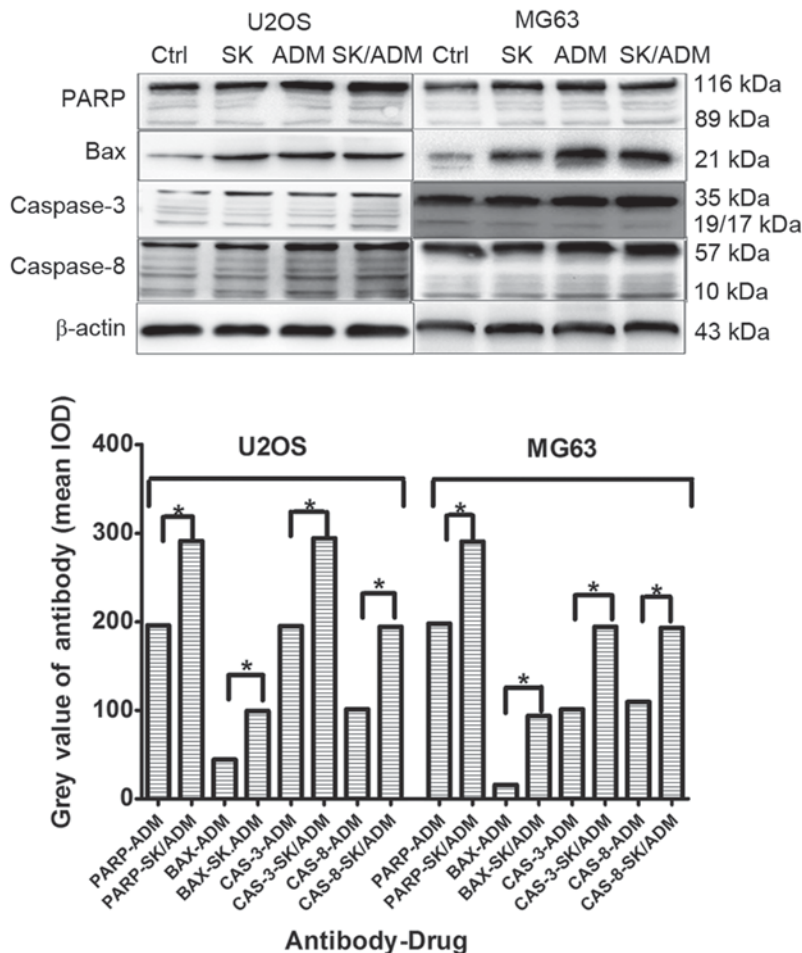 U2OS MG63
Ctrl SK ADM SK/ADM Ctrl SK ADM SK/ADM
PARP 116 kDa
89 kDa
Bax 21 kDa
Caspase-3 35 kDa
19/17 kDa
Caspase-8 57 kDa
10 kDa
β-actin 43 kDa
Grey value of antibody (mean IOD)
400
300
200
100
0
U2OS MG63
* * * * * * * *
PARP-ADM
PARP-SK/ADM
BAX-ADM
BAX-SK.ADM
CAS-3-ADM
CAS-3-SK/ADM
CAS-8-ADM
CAS-8-SK/ADM
PARP-ADM
PARP-SK/ADM
BAX-ADM
BAX-SK/ADM
CAS-3-ADM
CAS-3-SK/ADM
CAS-8-ADM
CAS-8-SK/ADM
Antibody-Drug